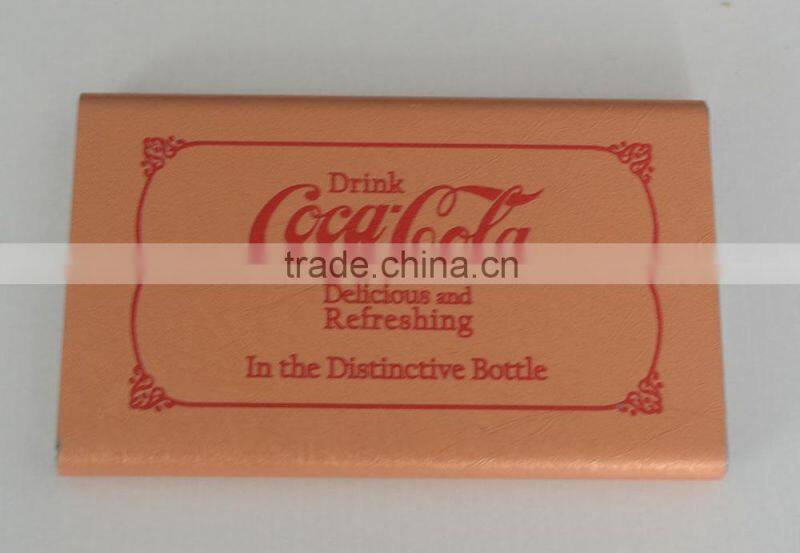 Drink
Coca-Cola
trade.china.cn
Delicious and
Refreshing
In the Distinctive Bottle